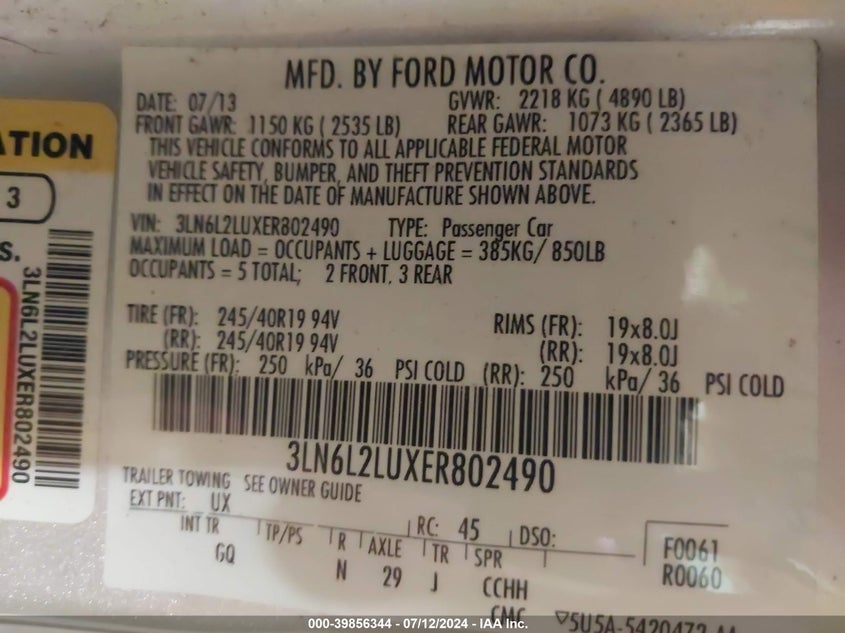 MFD. BY FORD MOTOR CO.
DATE: 07/13 GVWR: 2218 KG ( 4890 LB)
FRONT GAWR: 1150 KG ( 2535 LB) REAR GAWR: 1073 KG ( 2365 LB)
THIS VEHICLE CONFORMS TO ALL APPLICABLE FEDERAL MOTOR
VEHICLE SAFETY, BUMPER, AND THEFT PREVENTION STANDARDS
IN EFFECT ON THE DATE OF MANUFACTURE SHOWN ABOVE.
VIN: 3LN6L2LUXER802490 TYPE: Passenger Car
MAXIMUM LOAD = OCCUPANTS + LUGGAGE = 385KG/ 850LB
OCCUPANTS = 5 TOTAL; 2 FRONT, 3 REAR
TIRE (FR): 245/40R19 94V RIMS (FR): 19x8.0J
(RR): 245/40R19 94V (RR): 19x8.0J
PRESSURE (FR): 250 kPa/ 36 PSI COLD (RR): 250 kPa/ 36 PSI COLD
3LN6L2LUXER802490
TRAILER TOWING SEE OWNER GUIDE
EXT PNT: UX RC: 45 DSO:
INT TR TP/PS R AXLE TR SPR
GQ N 29 J CCHH
F0061
R0060
ATION
3
S.
3LN6L2LUXER802490
000-39856344 - 07/12/2024 - IAA Inc.